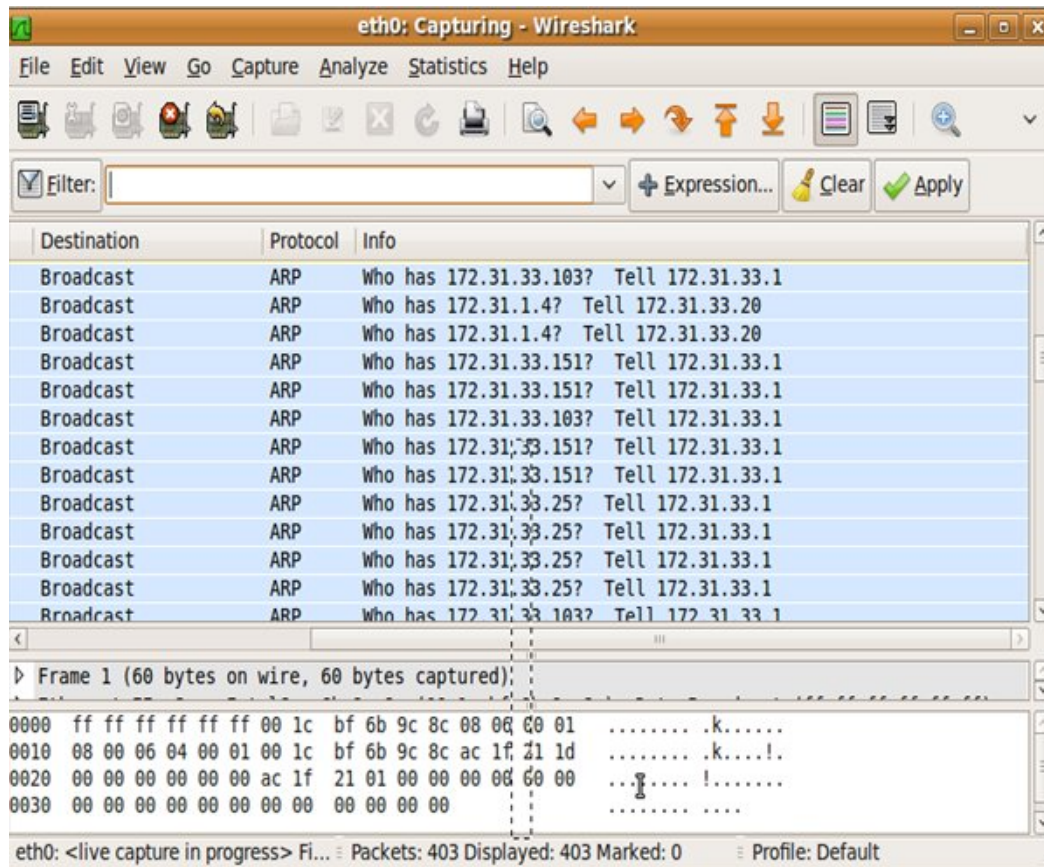 eth0: Capturing - Wireshark
File Edit View Go Capture Analyze Statistics Help
Filter: Expression... Clear Apply
Destination Protocol Info
Broadcast ARP Who has 172.31.33.103? Tell 172.31.33.1
Broadcast ARP Who has 172.31.1.4? Tell 172.31.33.20
Broadcast ARP Who has 172.31.1.4? Tell 172.31.33.20
Broadcast ARP Who has 172.31.33.151? Tell 172.31.33.1
Broadcast ARP Who has 172.31.33.151? Tell 172.31.33.1
Broadcast ARP Who has 172.31.33.103? Tell 172.31.33.1
Broadcast ARP Who has 172.31.33.151? Tell 172.31.33.1
Broadcast ARP Who has 172.31.33.151? Tell 172.31.33.1
Broadcast ARP Who has 172.31.33.25? Tell 172.31.33.1
Broadcast ARP Who has 172.31.33.25? Tell 172.31.33.1
Broadcast ARP Who has 172.31.33.25? Tell 172.31.33.1
Broadcast ARP Who has 172.31.33.25? Tell 172.31.33.1
Broadcast ARP Who has 172.31.33.103? Tell 172.31.33.1
Frame 1 (60 bytes on wire, 60 bytes captured)
0000 ff ff ff ff ff ff 00 1c bf 6b 9c 8c 08 06 00 01 ........ .k......
0010 08 00 06 04 00 01 00 1c bf 6b 9c 8c ac 1f 21 1d ........ .k....!.
0020 00 00 00 00 00 00 ac 1f 21 01 00 00 00 00 00 00 ........ !.......
0030 00 00 00 00 00 00 00 00 00 00 00 00 ........ ....
eth0: <live capture in progress> Fi... Packets: 403 Displayed: 403 Marked: 0 Profile: Default